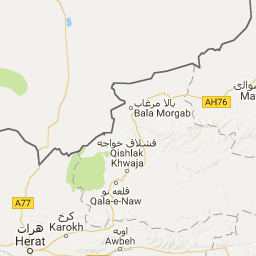 بالا مرغاب
Bala Morgab
AH76
شوالی
Ma
قشلاق خواجه
Qishlak
Khwaja
قلعه نو
Qala-e-Naw
A77
کرخ
Karokh
هرات
Herat
اوبه
Awbeh